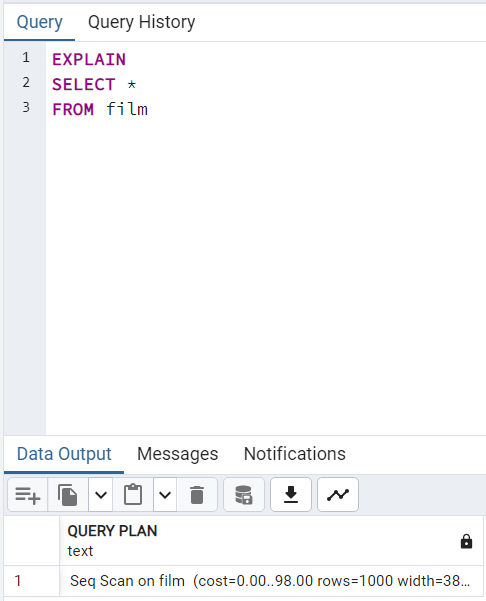 Query Query History
1 EXPLAIN
2 SELECT *
3 FROM film
Data Output Messages Notifications
QUERY PLAN
text
1 Seq Scan on film (cost=0.00..98.00 rows=1000 width=38...